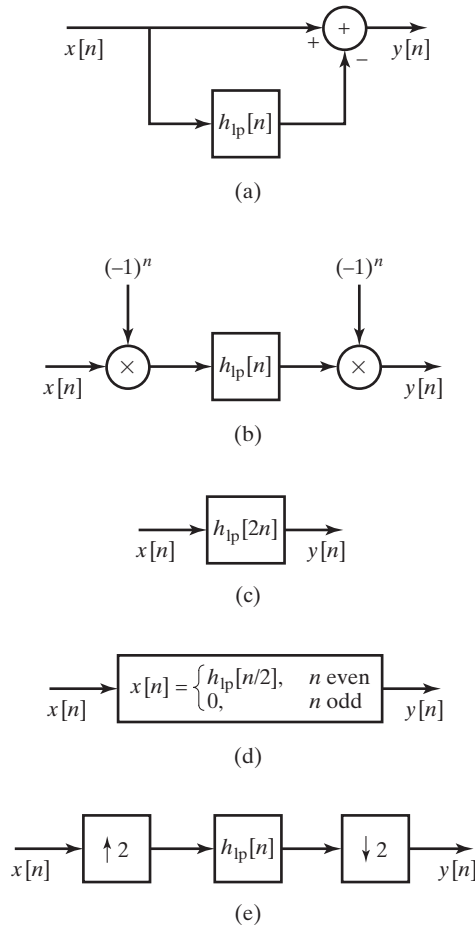 +
x[n] + y[n]
–
h_lp[n]
(a)
(–1)^n (–1)^n
× h_lp[n] ×
x[n] y[n]
(b)
h_lp[2n]
x[n] y[n]
(c)
x[n] = { h_lp[n/2], n even
0, n odd
x[n] y[n]
(d)
↑ 2 h_lp[n] ↓ 2
x[n] y[n]
(e)